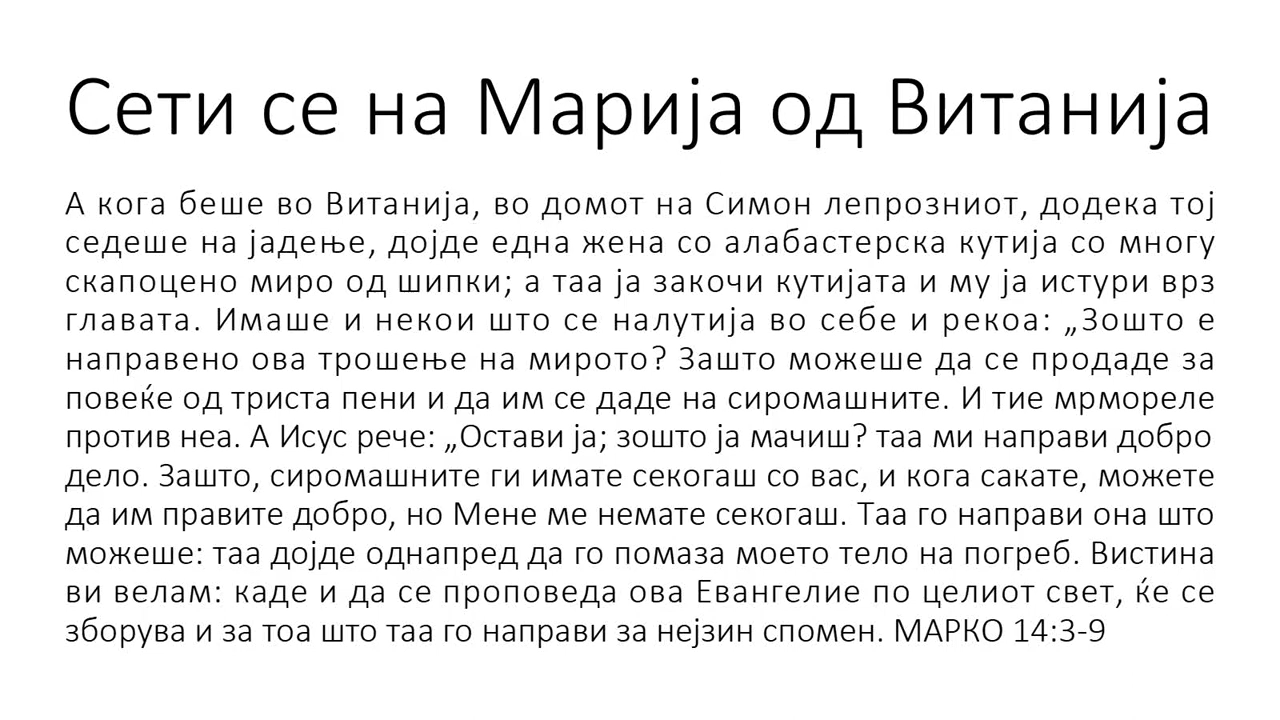 Сети се на Марија од Витанија
А кога беше во Витанија, во домот на Симон лепрозниот, додека тој
седеше на јадење, дојде една жена со алабастерска кутија со многу
скапоцено миро од шипки; а таа ја закочи кутијата и му ја истури врз
главата. Имаше и некои што се налутија во себе и рекоа: „Зошто е
направено ова трошење на мирото? Зашто можеше да се продаде за
повеќе од триста пени и да им се даде на сиромашните. И тие мрмореле
против неа. А Исус рече: „Остави ја; зошто ја мачиш? таа ми направи добро
дело. Зашто, сиромашните ги имате секогаш со вас, и кога сакате, можете
да им правите добро, но Мене ме немате секогаш. Таа го направи она што
можеше: таа дојде однапред да го помаза моето тело на погреб. Вистина
ви велам: каде и да се проповеда ова Евангелие по целиот свет, ќе се
зборува и за тоа што таа го направи за нејзин спомен. МАРКО 14:3-9